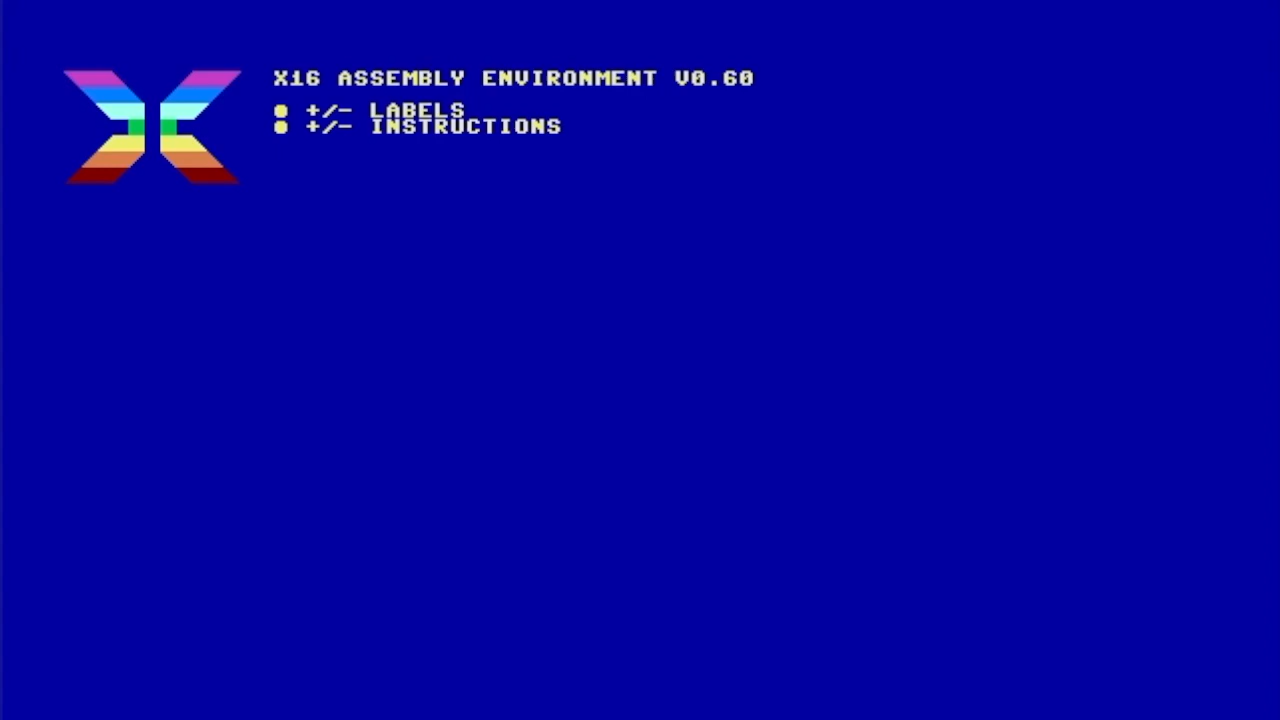 X16 ASSEMBLY ENVIRONMENT V0.60
● +/- LABELS
● +/- INSTRUCTIONS